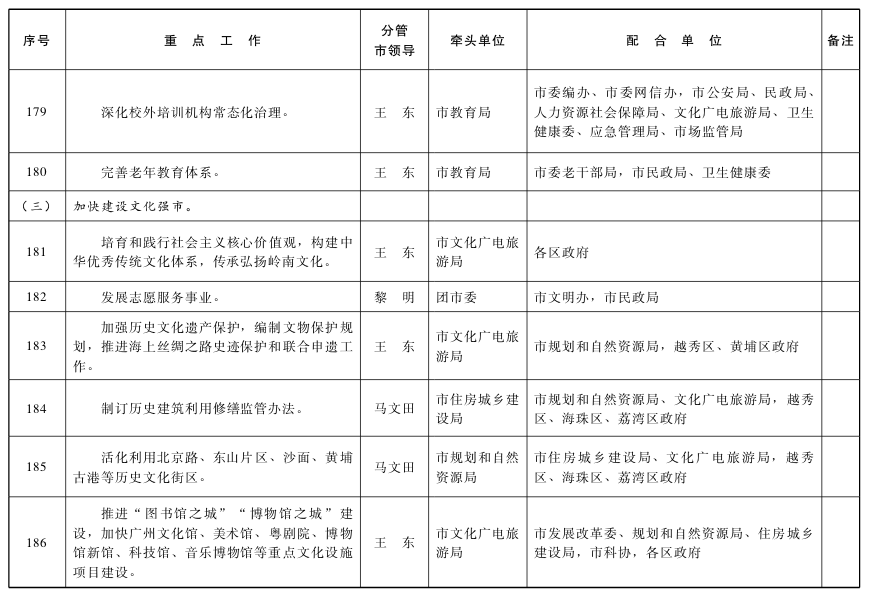 序号
重 点 工 作
分管
市领导
牵头单位
配 合 单 位
备注
179
深化校外培训机构常态化治理。
王 东
市教育局
市委编办、市委网信办，市公安局、民政局、
人力资源社会保障局、文化广电旅游局、卫生
健康委、应急管理局、市场监管局
180
完善老年教育体系。
王 东
市教育局
市委老干部局，市民政局、卫生健康委
（三）
加快建设文化强市。
181
培育和践行社会主义核心价值观，构建中
华优秀传统文化体系，传承弘扬岭南文化。
王 东
市文化广电旅
游局
各区政府
182
发展志愿服务事业。
黎 明
团市委
市文明办，市民政局
183
加强历史文化遗产保护，编制文物保护规
划，推进海上丝绸之路史迹保护和联合申遗工
作。
王 东
市文化广电旅
游局
市规划和自然资源局，越秀区、黄埔区政府
184
制订历史建筑利用修缮监管办法。
马文田
市住房城乡建
设局
市规划和自然资源局、文化广电旅游局，越秀
区、海珠区、荔湾区政府
185
活化利用北京路、东山片区、沙面、黄埔
古港等历史文化街区。
马文田
市规划和自然
资源局
市住房城乡建设局、文化广电旅游局，越秀
区、海珠区、荔湾区政府
186
推进“图书馆之城”“博物馆之城”建
设，加快广州文化馆、美术馆、粤剧院、博物
馆新馆、科技馆、音乐博物馆等重点文化设施
项目建设。
王 东
市文化广电旅
游局
市发展改革委、规划和自然资源局、住房城乡
建设局，市科协，各区政府